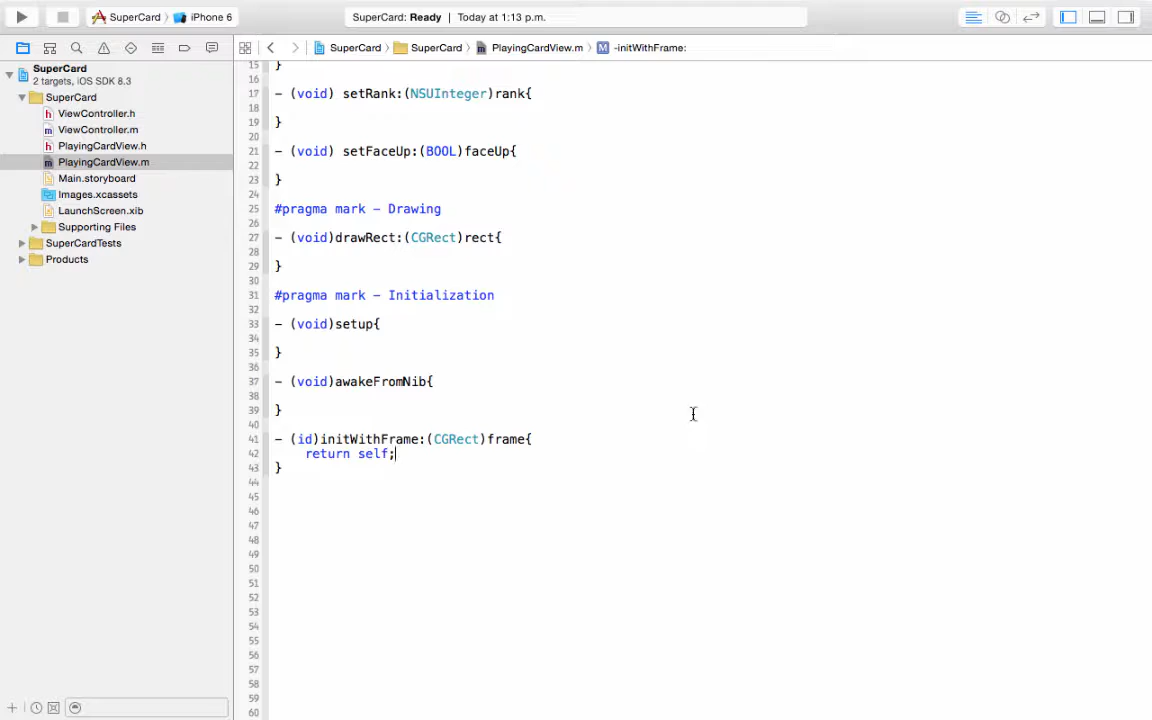 SuperCard iPhone 6
SuperCard: Ready | Today at 1:13 p.m.
SuperCard SuperCard PlayingCardView.m M -initWithFrame:
SuperCard
2 targets, iOS SDK 8.3
SuperCard
h ViewController.h
m ViewController.m
h PlayingCardView.h
m PlayingCardView.m
Main.storyboard
Images.xcassets
LaunchScreen.xib
Supporting Files
SuperCardTests
Products
15 }
16
17 - (void) setRank:(NSUInteger)rank{
18
19 }
20
21 - (void) setFaceUp:(BOOL)faceUp{
22
23 }
24
25 #pragma mark - Drawing
26
27 - (void)drawRect:(CGRect)rect{
28
29 }
30
31 #pragma mark - Initialization
32
33 - (void)setup{
34
35 }
36
37 - (void)awakeFromNib{
38
39 }
40
41 - (id)initWithFrame:(CGRect)frame{
42 return self;
43 }
44
45
46
47
48
49
50
51
52
53
54
55
56
57
58
59
60